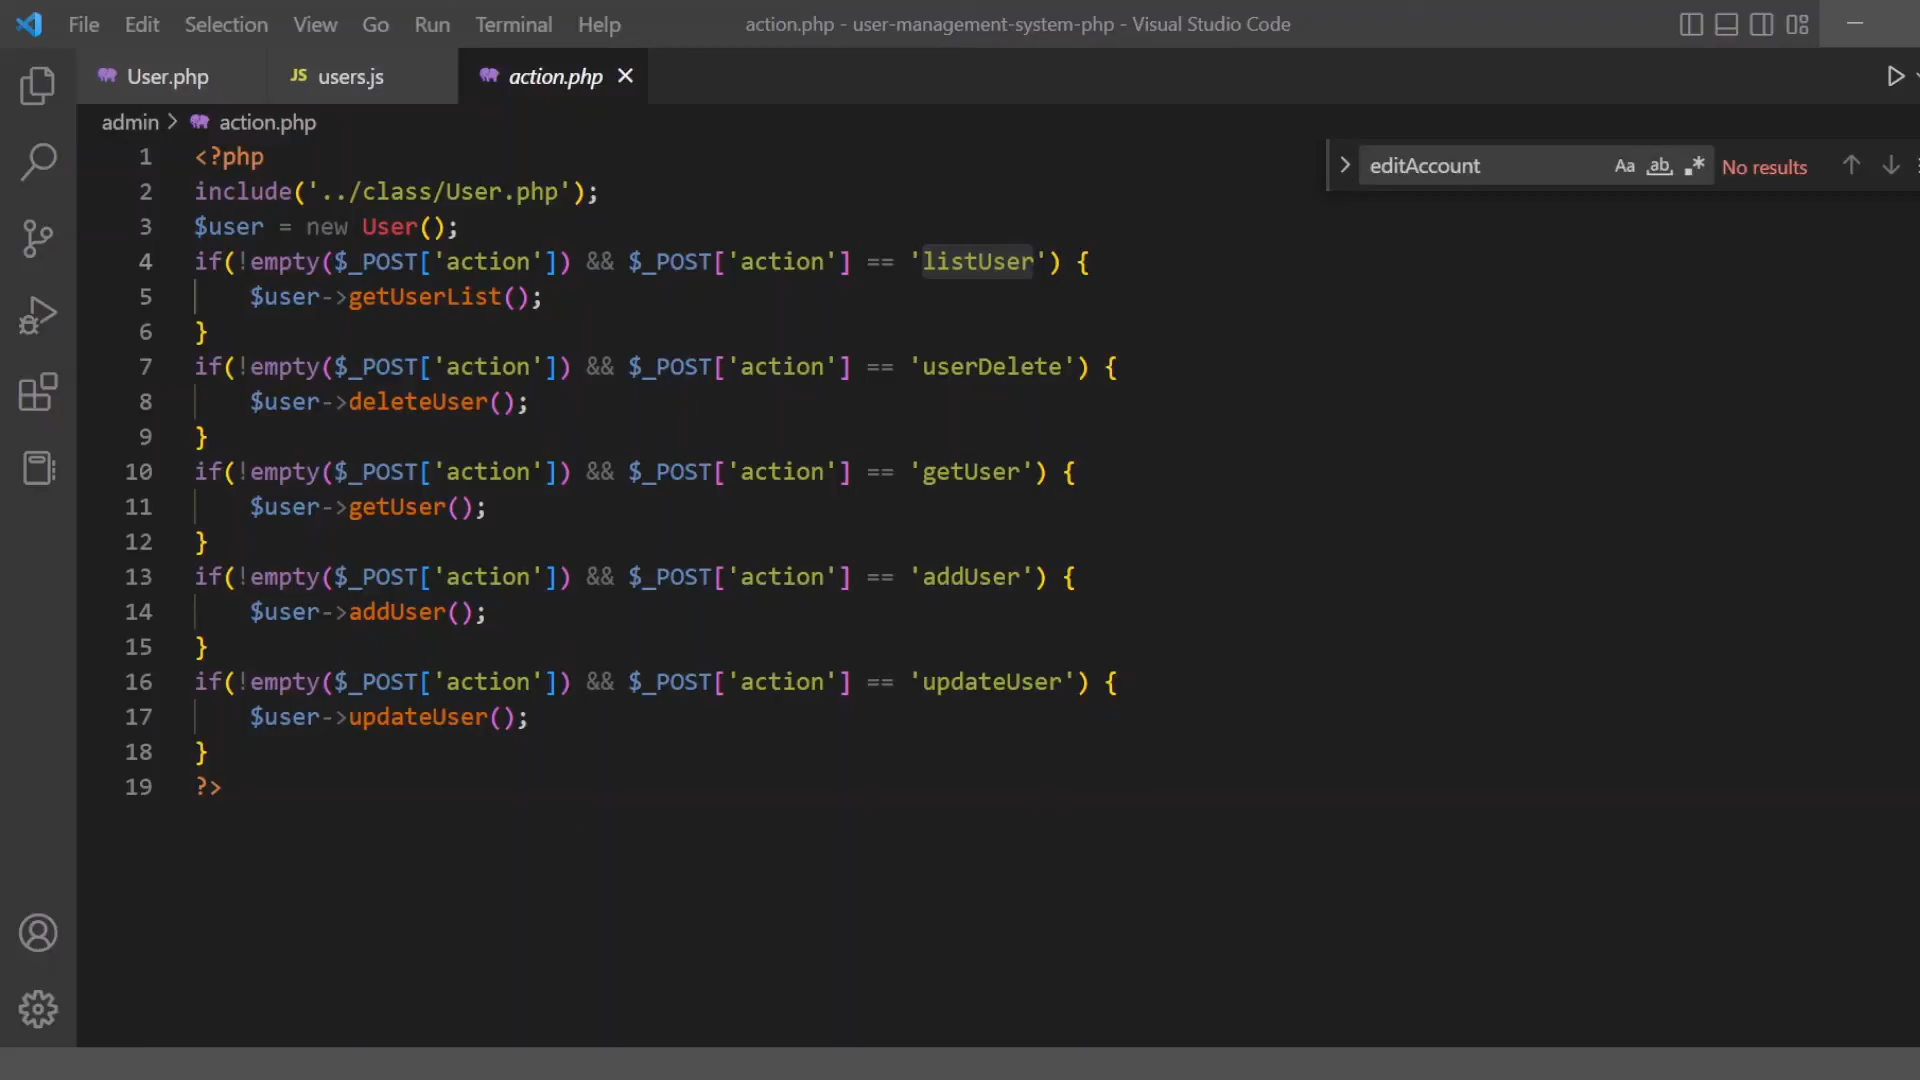 File Edit Selection View Go Run Terminal Help action.php - user-management-system-php - Visual Studio Code
User.php JS users.js action.php
admin > action.php
editAccount Aa ab .* No results
1 <?php
2 include('../class/User.php');
3 $user = new User();
4 if(!empty($_POST['action']) && $_POST['action'] == 'listUser') {
5 $user->getUserList();
6 }
7 if(!empty($_POST['action']) && $_POST['action'] == 'userDelete') {
8 $user->deleteUser();
9 }
10 if(!empty($_POST['action']) && $_POST['action'] == 'getUser') {
11 $user->getUser();
12 }
13 if(!empty($_POST['action']) && $_POST['action'] == 'addUser') {
14 $user->addUser();
15 }
16 if(!empty($_POST['action']) && $_POST['action'] == 'updateUser') {
17 $user->updateUser();
18 }
19 ?>